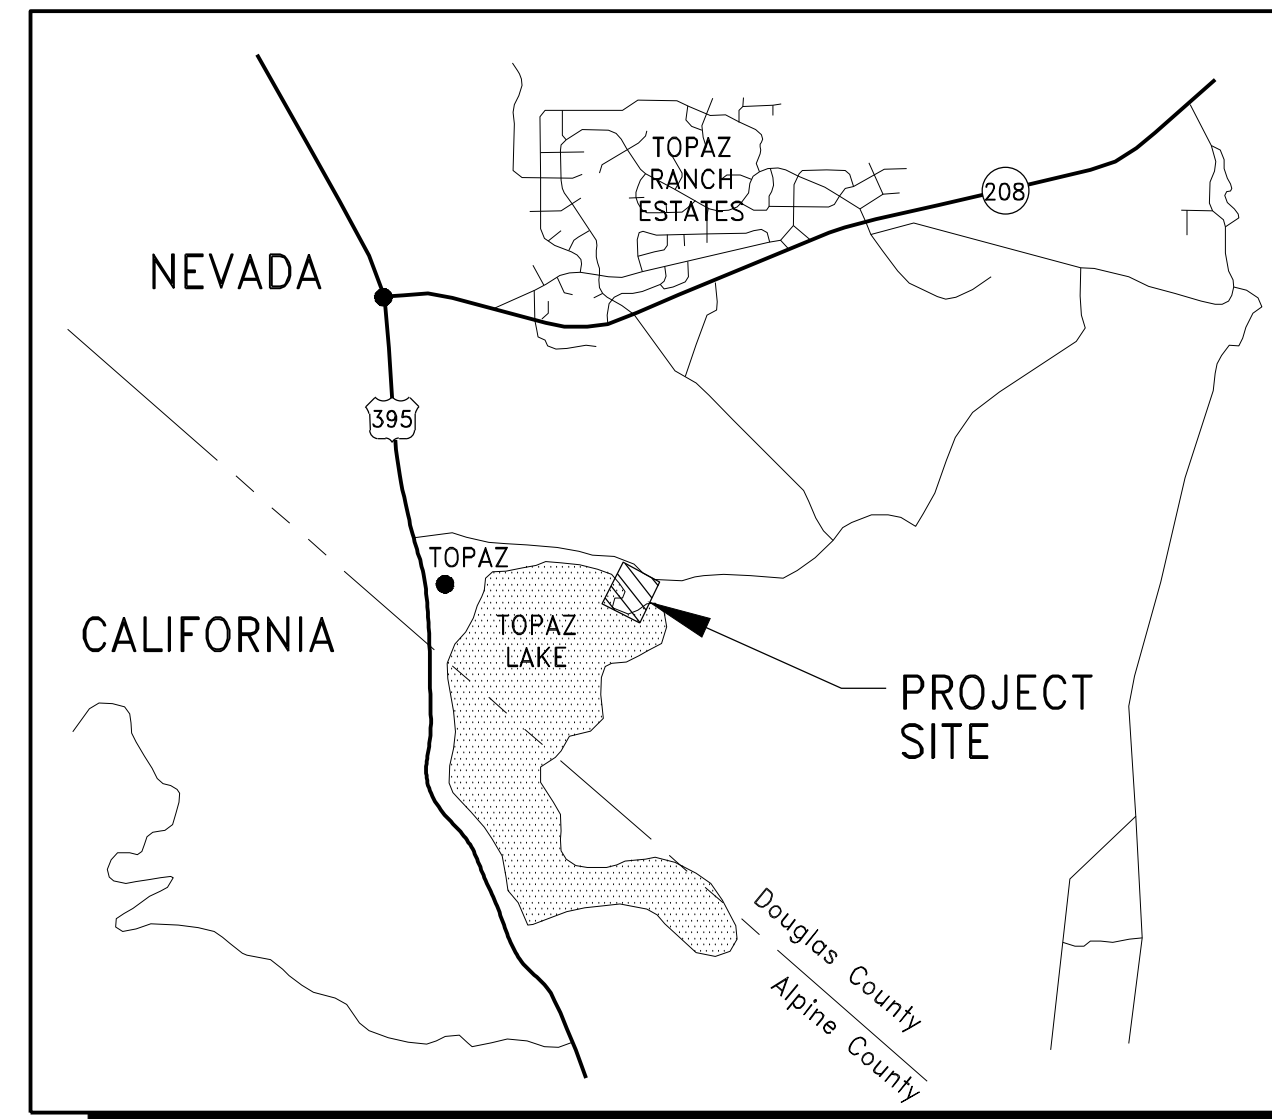 TOPAZ
RANCH
ESTATES
208
NEVADA
395
TOPAZ
CALIFORNIA
TOPAZ
LAKE
PROJECT
SITE
Douglas County
Alpine County